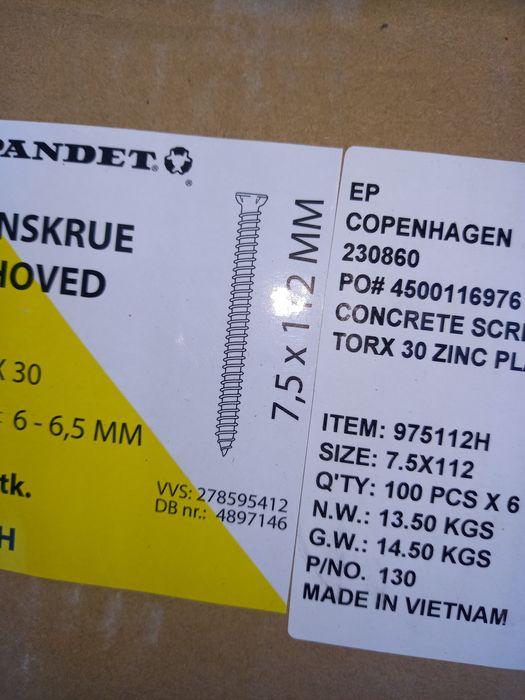 PANDET
NSKRUE
HOVED
X 30
: 6 - 6,5 MM
tk.
H
7,5 x 112 MM
VVS: 278595412
DB nr.: 4897146
EP
COPENHAGEN
230860
PO# 4500116976
CONCRETE SCRE
TORX 30 ZINC PLA
ITEM: 975112H
SIZE: 7.5X112
Q'TY: 100 PCS X 6
N.W.: 13.50 KGS
G.W.: 14.50 KGS
P/NO. 130
MADE IN VIETNAM